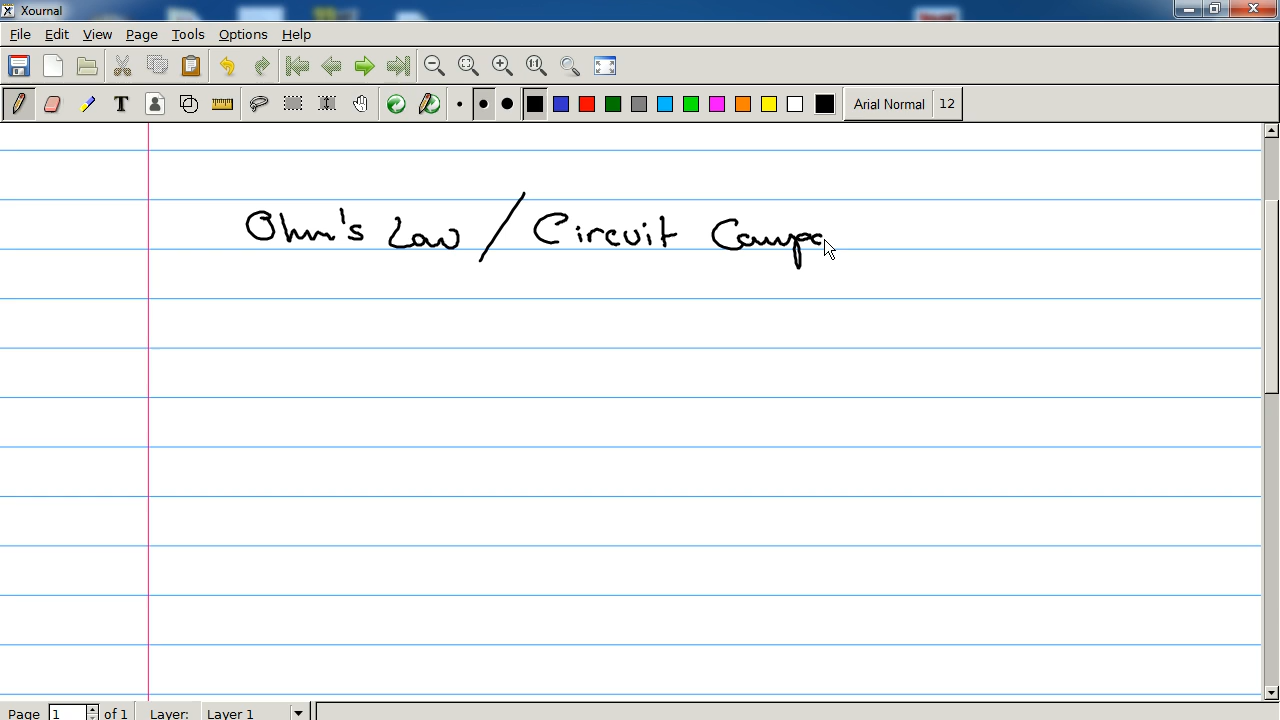 Xournal
File Edit View Page Tools Options Help
T Arial Normal 12
Ohm's Law / Circuit Compo
Page 1 of 1 Layer: Layer 1